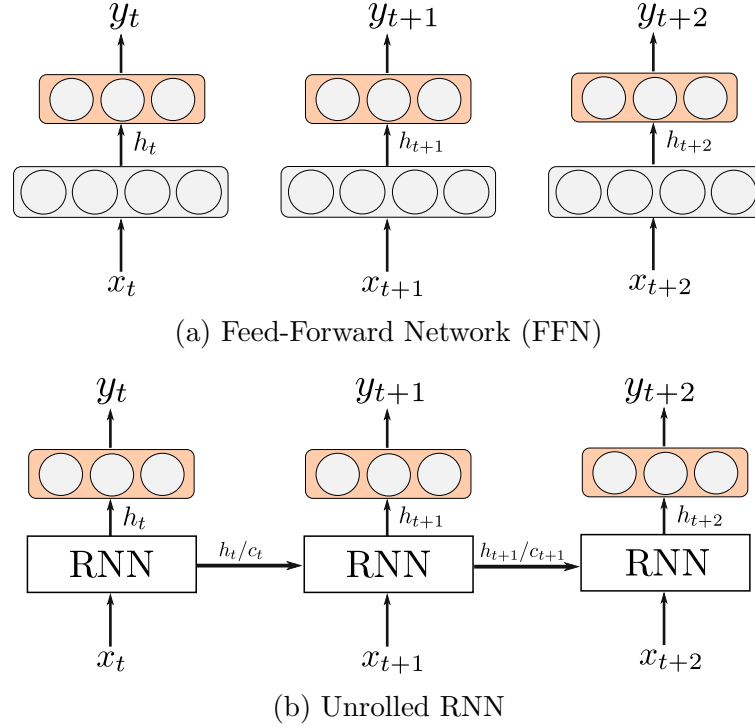 y_t y_{t+1} y_{t+2}
h_t h_{t+1} h_{t+2}
x_t x_{t+1} x_{t+2}
(a) Feed-Forward Network (FFN)
y_t y_{t+1} y_{t+2}
h_t h_{t+1} h_{t+2}
RNN h_t/c_t RNN h_{t+1}/c_{t+1} RNN
x_t x_{t+1} x_{t+2}
(b) Unrolled RNN